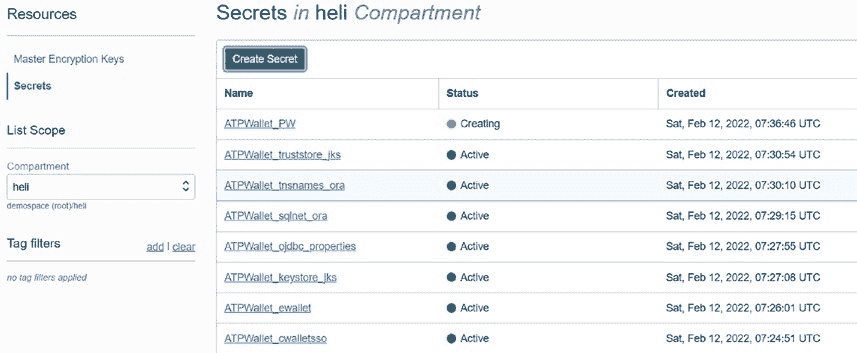 Resources
Master Encryption Keys
Secrets
List Scope
Compartment
heli
demospace (root)/heli
Tag filters
add | clear
no tag filters applied
Secrets in heli Compartment
Create Secret
Name Status Created
ATPWallet_PW Creating Sat, Feb 12, 2022, 07:36:46 UTC
ATPWallet_truststore_jks Active Sat, Feb 12, 2022, 07:30:54 UTC
ATPWallet_tnsnames_ora Active Sat, Feb 12, 2022, 07:30:10 UTC
ATPWallet_sqlnet_ora Active Sat, Feb 12, 2022, 07:29:15 UTC
ATPWallet_ojdbc_properties Active Sat, Feb 12, 2022, 07:27:55 UTC
ATPWallet_keystore_jks Active Sat, Feb 12, 2022, 07:27:08 UTC
ATPWallet_ewallet Active Sat, Feb 12, 2022, 07:26:01 UTC
ATPWallet_cwalletsso Active Sat, Feb 12, 2022, 07:24:51 UTC